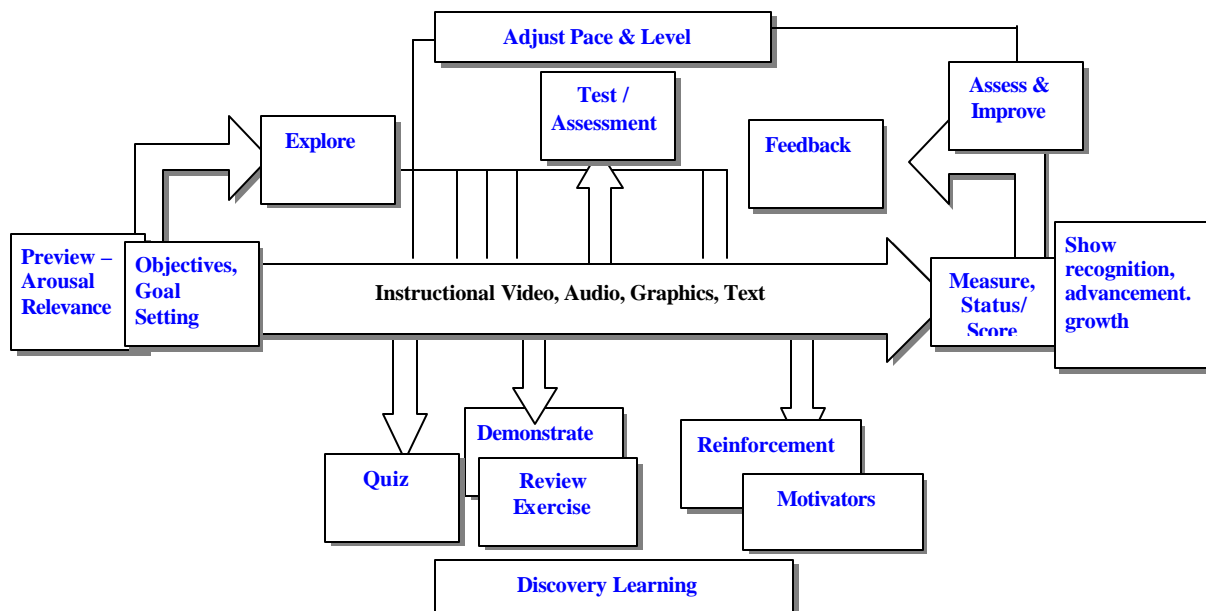 Adjust Pace & Level
Test /
Assessment
Assess &
Improve
Explore
Feedback
Preview –
Arousal
Relevance
Objectives,
Goal
Setting
Instructional Video, Audio, Graphics, Text
Measure,
Status/
Score
Show
recognition,
advancement.
growth
Quiz
Demonstrate
Review
Exercise
Reinforcement
Motivators
Discovery Learning